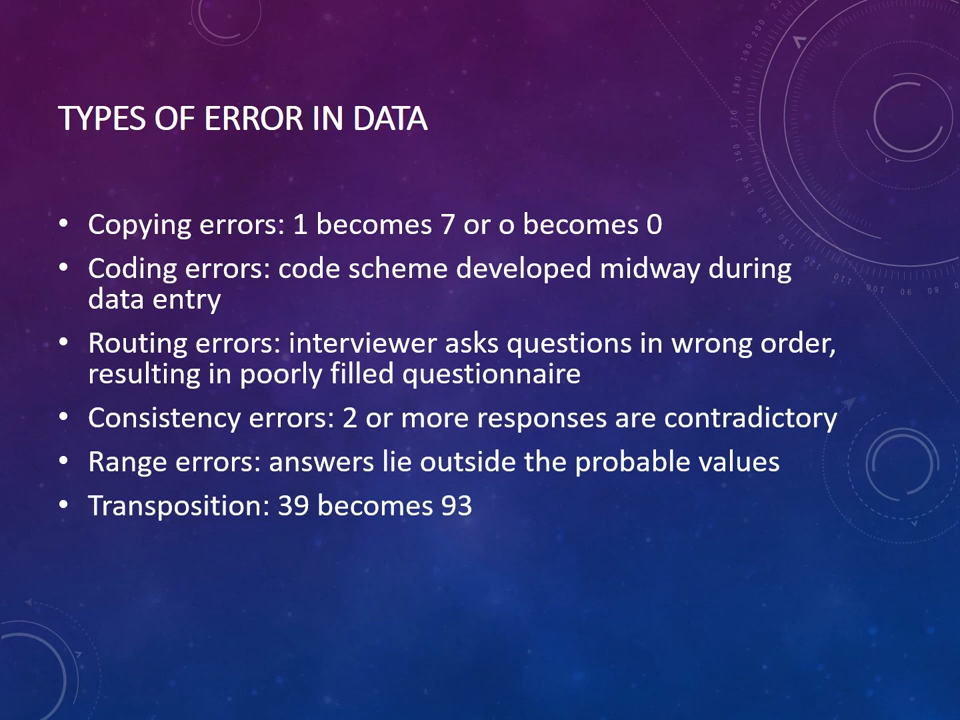 TYPES OF ERROR IN DATA
• Copying errors: 1 becomes 7 or o becomes 0
• Coding errors: code scheme developed midway during
data entry
• Routing errors: interviewer asks questions in wrong order,
resulting in poorly filled questionnaire
• Consistency errors: 2 or more responses are contradictory
• Range errors: answers lie outside the probable values
• Transposition: 39 becomes 93